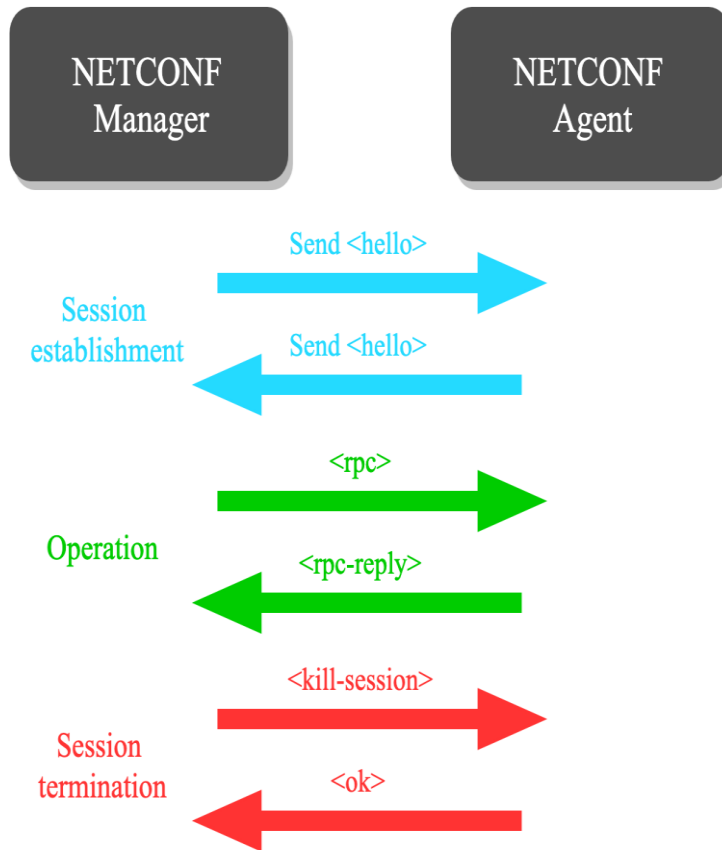 NETCONF
Manager
NETCONF
Agent
Send <hello>
Session
establishment
Send <hello>
<rpc>
Operation
<rpc-reply>
<kill-session>
Session
termination
<ok>